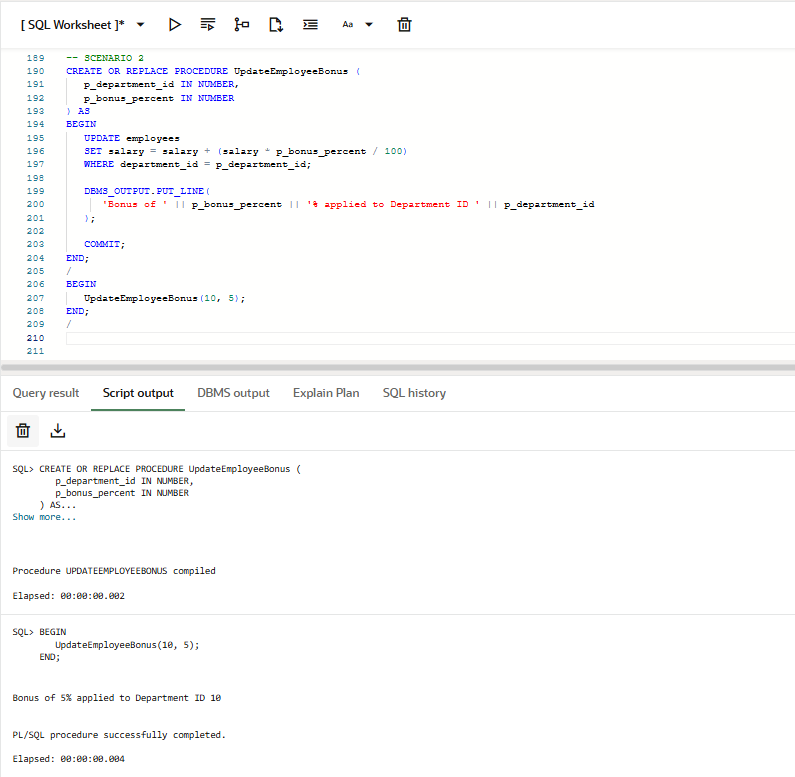 [ SQL Worksheet ]*
Aa
189 -- SCENARIO 2
190 CREATE OR REPLACE PROCEDURE UpdateEmployeeBonus (
191 p_department_id IN NUMBER,
192 p_bonus_percent IN NUMBER
193 ) AS
194 BEGIN
195 UPDATE employees
196 SET salary = salary + (salary * p_bonus_percent / 100)
197 WHERE department_id = p_department_id;
198
199 DBMS_OUTPUT.PUT_LINE(
200 'Bonus of ' || p_bonus_percent || '% applied to Department ID ' || p_department_id
201 );
202
203 COMMIT;
204 END;
205 /
206 BEGIN
207 UpdateEmployeeBonus(10, 5);
208 END;
209 /
210
211
Query result Script output DBMS output Explain Plan SQL history
SQL> CREATE OR REPLACE PROCEDURE UpdateEmployeeBonus (
p_department_id IN NUMBER,
p_bonus_percent IN NUMBER
) AS...
Show more...
Procedure UPDATEEMPLOYEEBONUS compiled
Elapsed: 00:00:00.002
SQL> BEGIN
UpdateEmployeeBonus(10, 5);
END;
Bonus of 5% applied to Department ID 10
PL/SQL procedure successfully completed.
Elapsed: 00:00:00.004